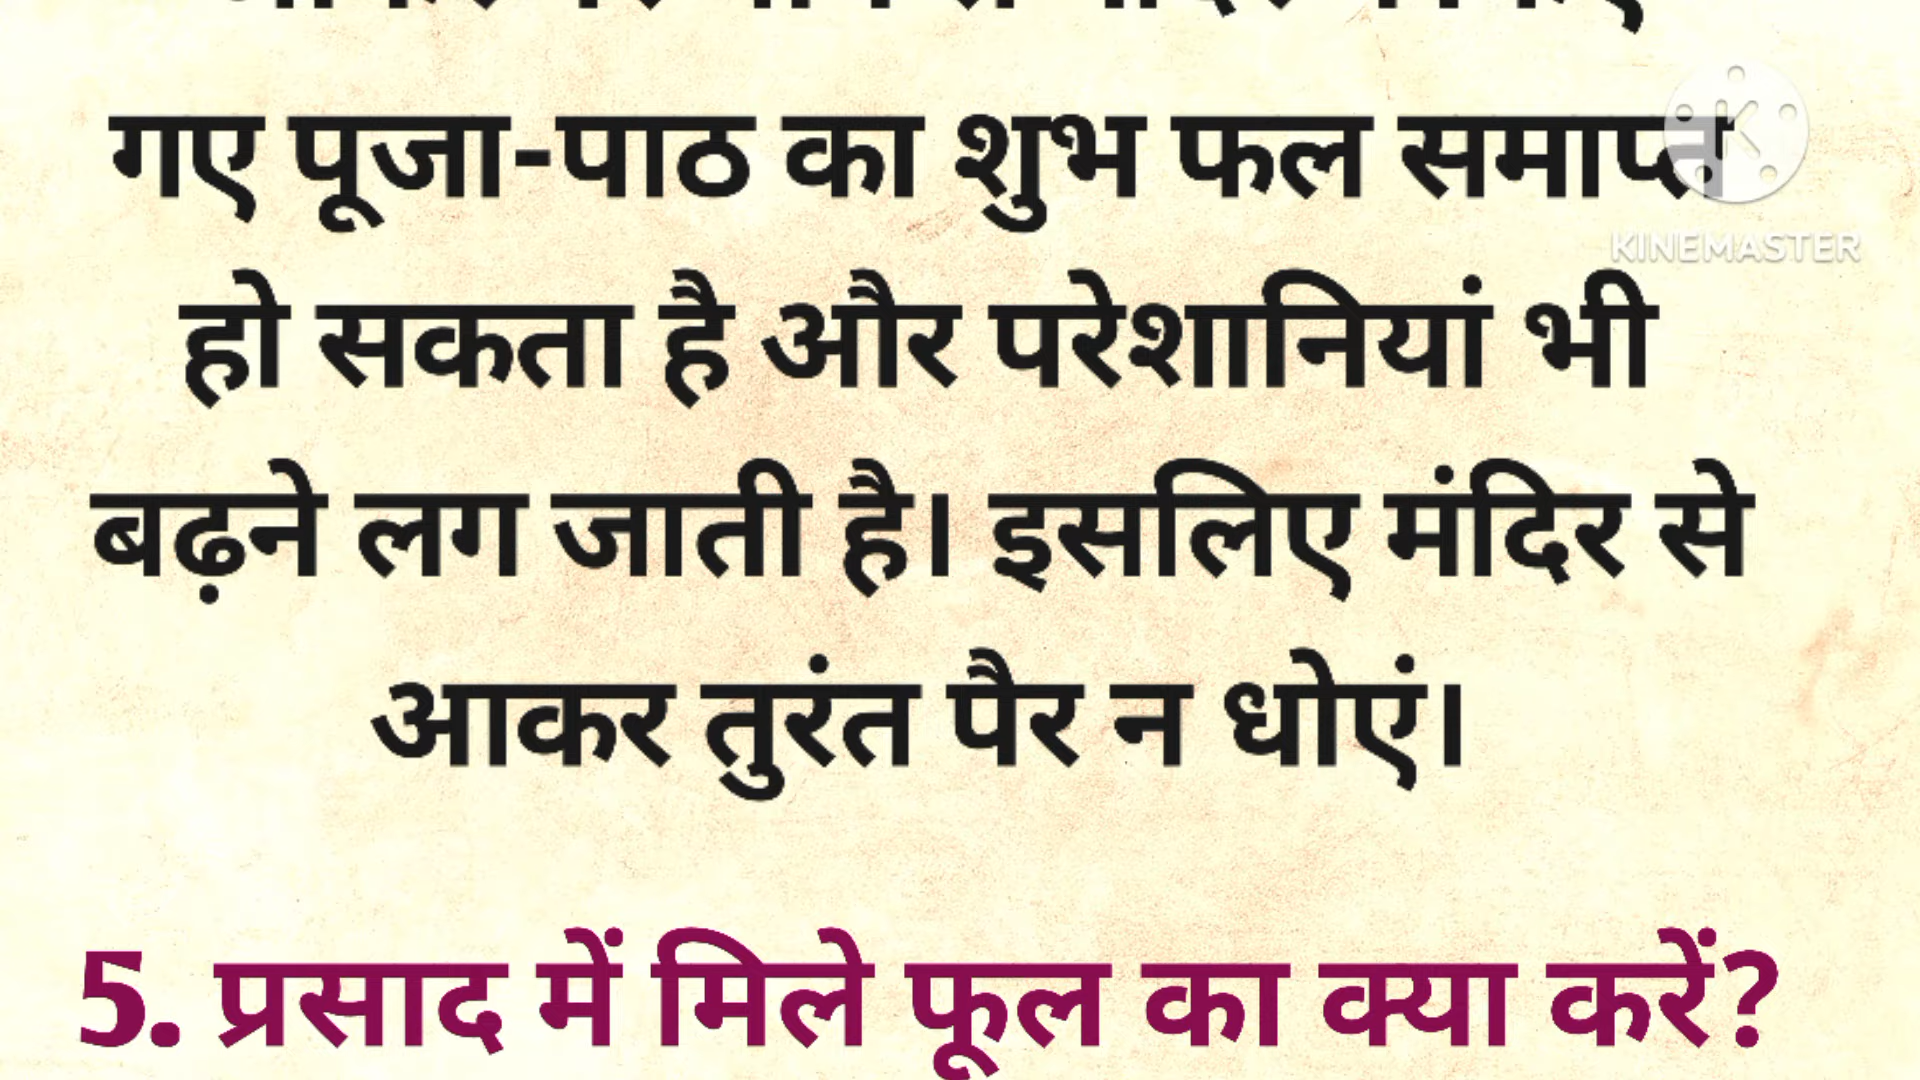 गए पूजा-पाठ का शुभ फल समाप्त
KINEMASTER
हो सकता है और परेशानियां भी
बढ़ने लग जाती है। इसलिए मंदिर से
आकर तुरंत पैर न धोएं।
5. प्रसाद में मिले फूल का क्या करें?